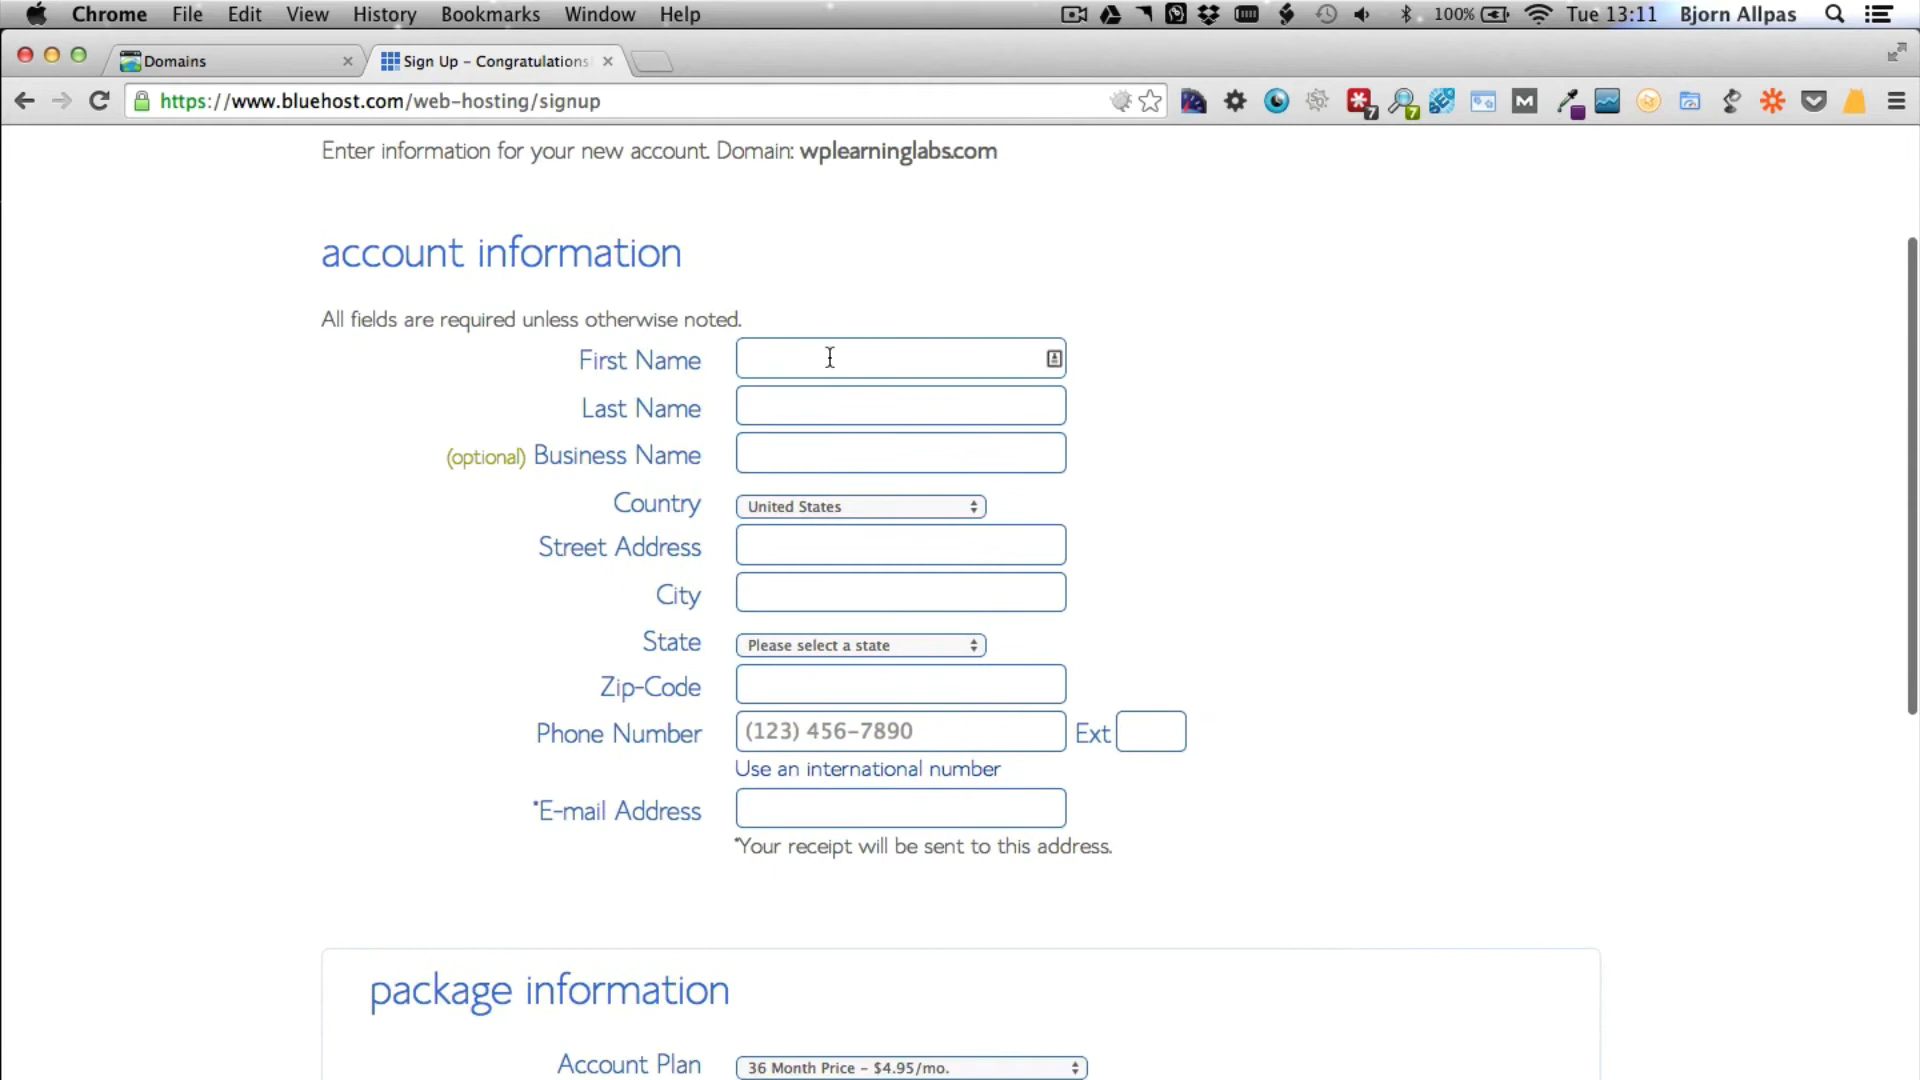 Chrome File Edit View History Bookmarks Window Help 100% Tue 13:11 Bjorn Allpas
Domains Sign Up – Congratulations
https://www.bluehost.com/web-hosting/signup 7 7 M
Enter information for your new account. Domain: wplearninglabs.com
account information
All fields are required unless otherwise noted.
First Name
Last Name
(optional) Business Name
Country United States
Street Address
City
State Please select a state
Zip-Code
Phone Number (123) 456-7890 Ext
Use an international number
*E-mail Address
*Your receipt will be sent to this address.
package information
Account Plan 36 Month Price – $4.95/mo.